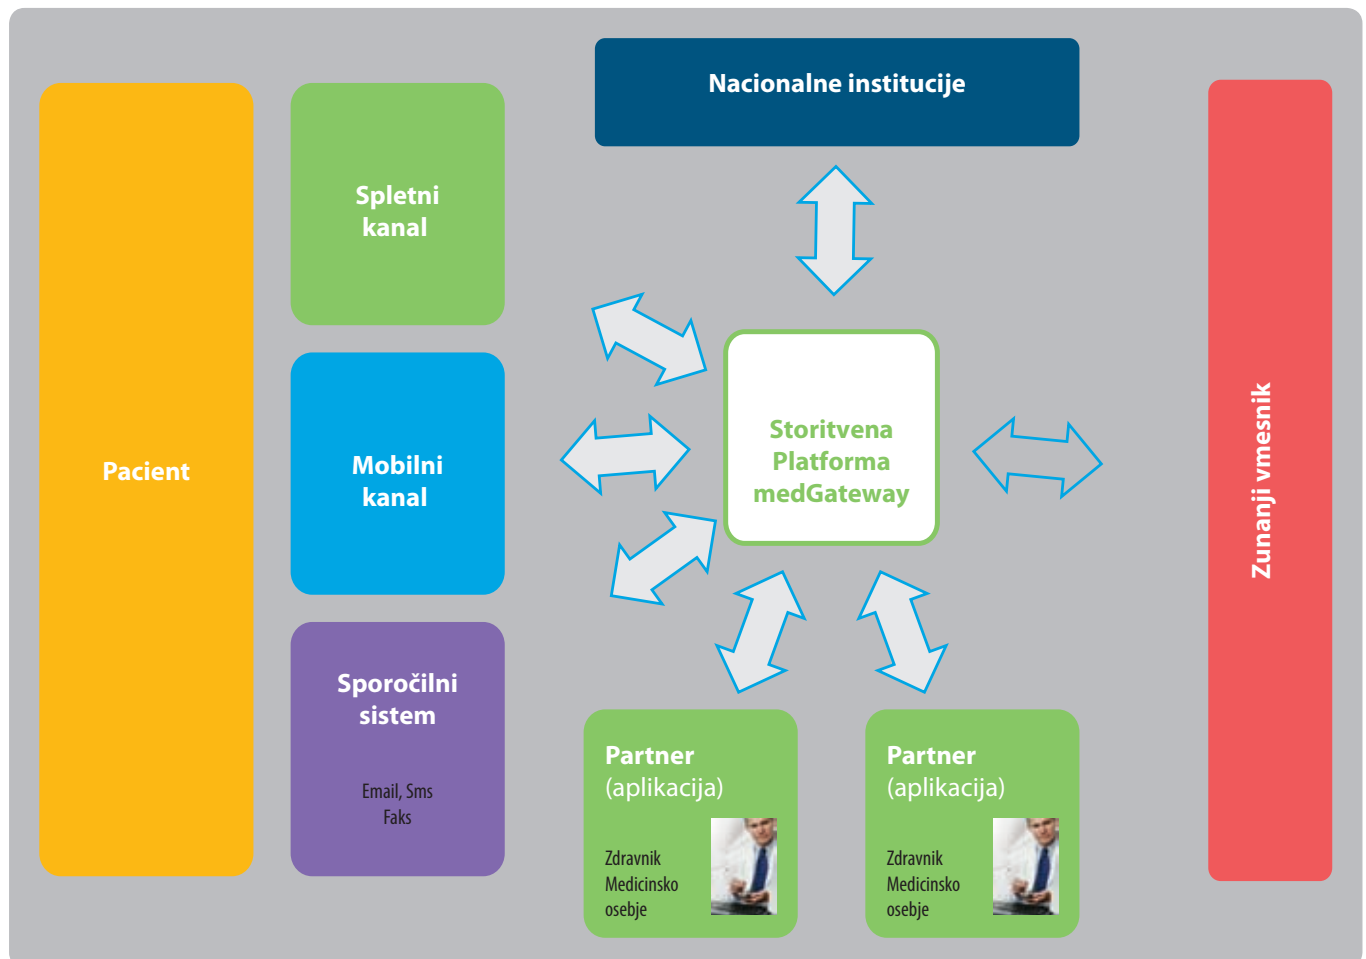 Nacionalne institucije
Pacient
Spletni
kanal
Mobilni
kanal
Sporočilni
sistem
Email, Sms
Faks
Storitvena
Platforma
medGateway
Partner
(aplikacija)
Zdravnik
Medicinsko
osebje
Partner
(aplikacija)
Zdravnik
Medicinsko
osebje
Zunanji vmesnik